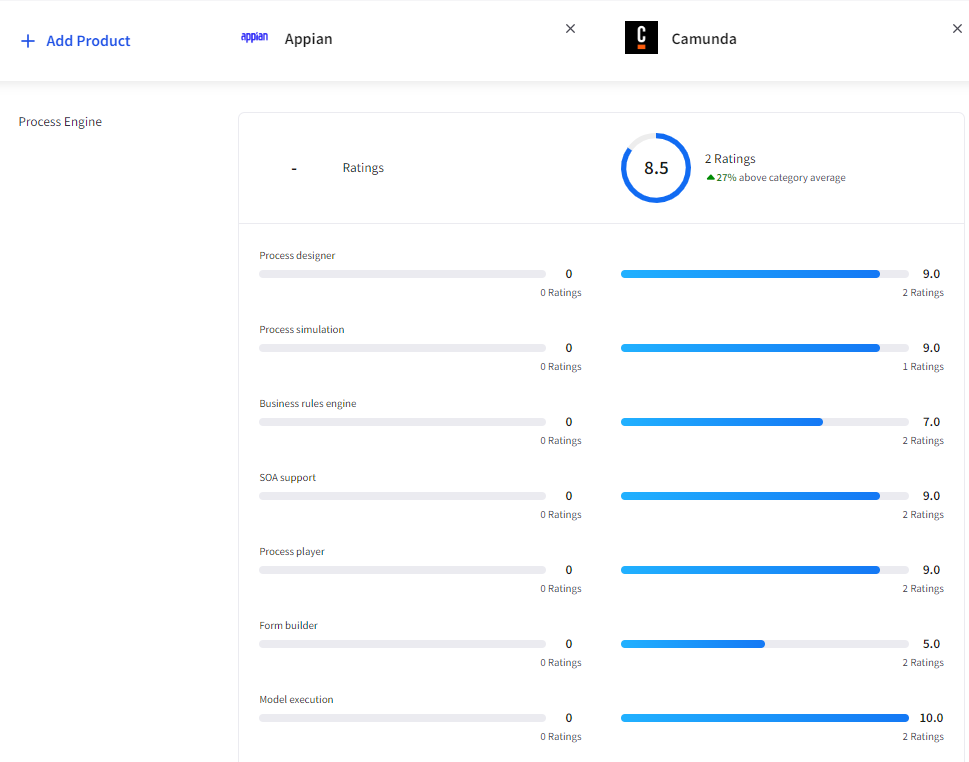 + Add Product
appian
Appian
×
C
Camunda
×
Process Engine
-
Ratings
8.5
2 Ratings
27% above category average
Process designer
0
0 Ratings
9.0
2 Ratings
Process simulation
0
0 Ratings
9.0
1 Ratings
Business rules engine
0
0 Ratings
7.0
2 Ratings
SOA support
0
0 Ratings
9.0
2 Ratings
Process player
0
0 Ratings
9.0
2 Ratings
Form builder
0
0 Ratings
5.0
2 Ratings
Model execution
0
0 Ratings
10.0
2 Ratings